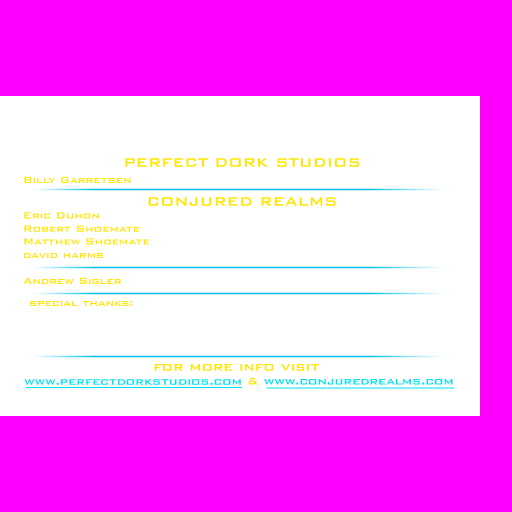 PERFECT DORK STUDIOS
Billy Garretsen
CONJURED REALMS
Eric Duhon
Robert Shoemate
Matthew Shoemate
david harms
Andrew Sigler
special thanks:
FOR MORE INFO VISIT
www.perfectdorkstudios.com & www.conjuredrealms.com